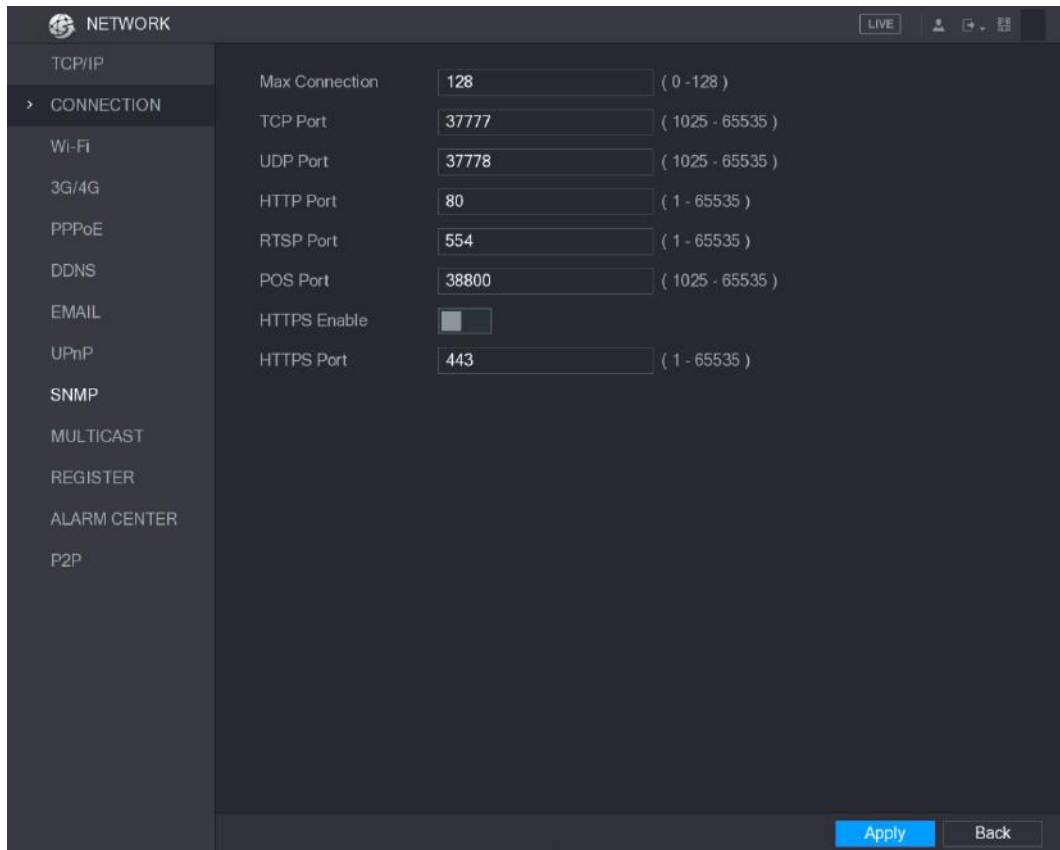 NETWORK
LIVE
TCP/IP
CONNECTION
Wi-Fi
3G/4G
PPPoE
DDNS
EMAIL
UPnP
SNMP
MULTICAST
REGISTER
ALARM CENTER
P2P
Max Connection 128 ( 0 -128 )
TCP Port 37777 ( 1025 - 65535 )
UDP Port 37778 ( 1025 - 65535 )
HTTP Port 80 ( 1 - 65535 )
RTSP Port 554 ( 1 - 65535 )
POS Port 38800 ( 1025 - 65535 )
HTTPS Enable
HTTPS Port 443 ( 1 - 65535 )
Apply Back